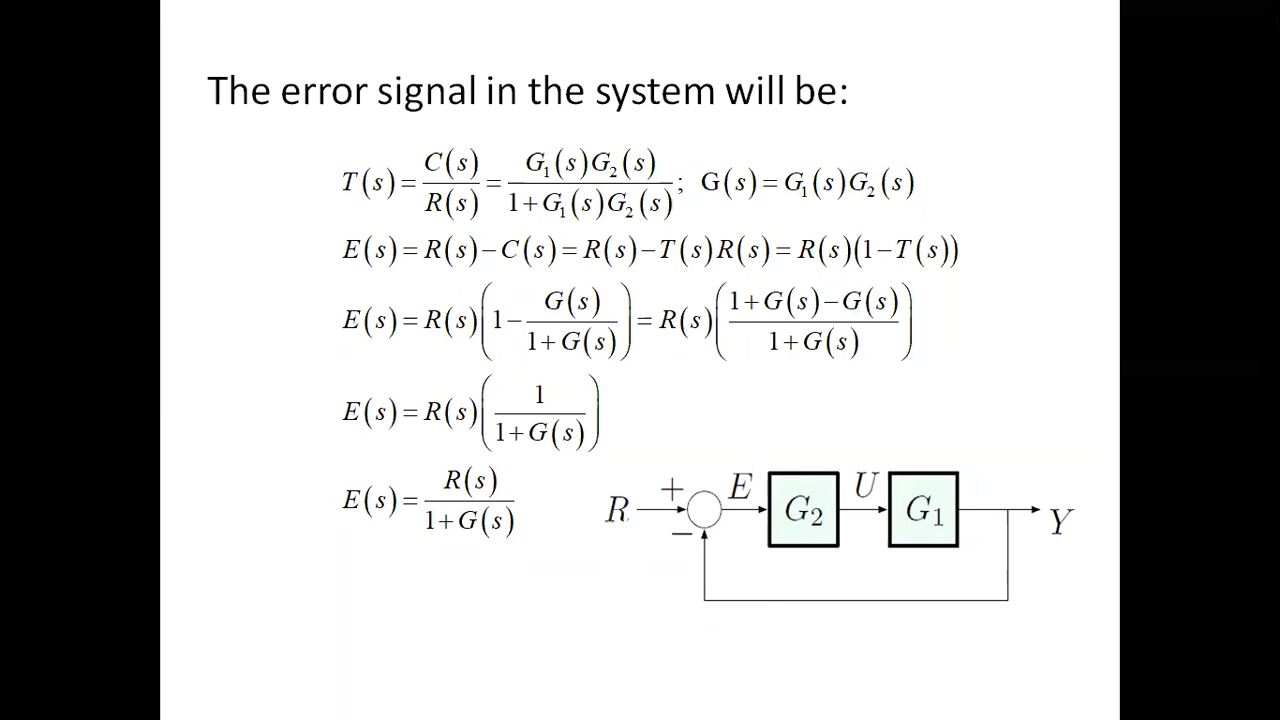 The error signal in the system will be:
T(s) = C(s)/R(s) = G₁(s)G₂(s)/(1+G₁(s)G₂(s)); G(s) = G₁(s)G₂(s)
E(s) = R(s) − C(s) = R(s) − T(s)R(s) = R(s)(1−T(s))
E(s) = R(s)(1 − G(s)/(1+G(s))) = R(s)((1+G(s)−G(s))/(1+G(s)))
E(s) = R(s)(1/(1+G(s)))
E(s) = R(s)/(1+G(s))
R + − E G₂ U G₁ Y